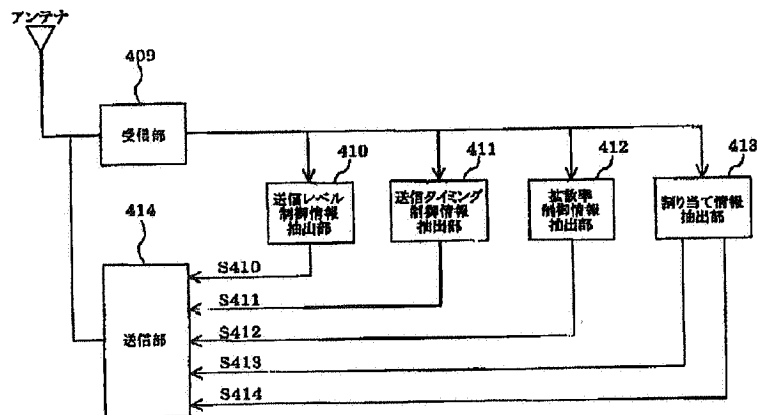 アンテナ
409
受信部
410
411
412
413
送信レベル
制御情報
抽出部
送信タイミング
制御情報
抽出部
拡散率
制御情報
抽出部
割り当て情報
抽出部
414
送信部
S410
S411
S412
S413
S414